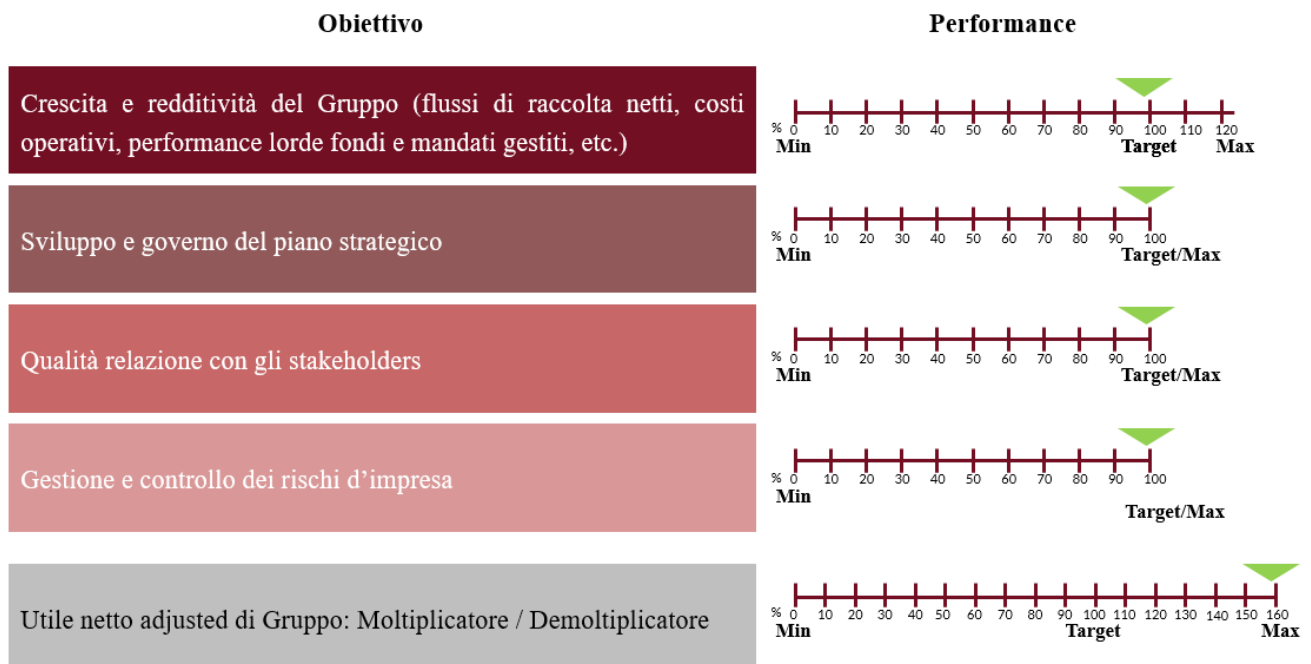 Obiettivo
Performance
Crescita e redditività del Gruppo (flussi di raccolta netti, costi
operativi, performance lorde fondi e mandati gestiti, etc.)
% 0 10 20 30 40 50 60 70 80 90 100 110 120
Min Target Max
Sviluppo e governo del piano strategico
% 0 10 20 30 40 50 60 70 80 90 100
Min Target/Max
Qualità relazione con gli stakeholders
% 0 10 20 30 40 50 60 70 80 90 100
Min Target/Max
Gestione e controllo dei rischi d’impresa
% 0 10 20 30 40 50 60 70 80 90 100
Min
Target/Max
Utile netto adjusted di Gruppo: Moltiplicatore / Demoltiplicatore
% 0 10 20 30 40 50 60 70 80 90 100 110 120 130 140 150 160
Min Target Max